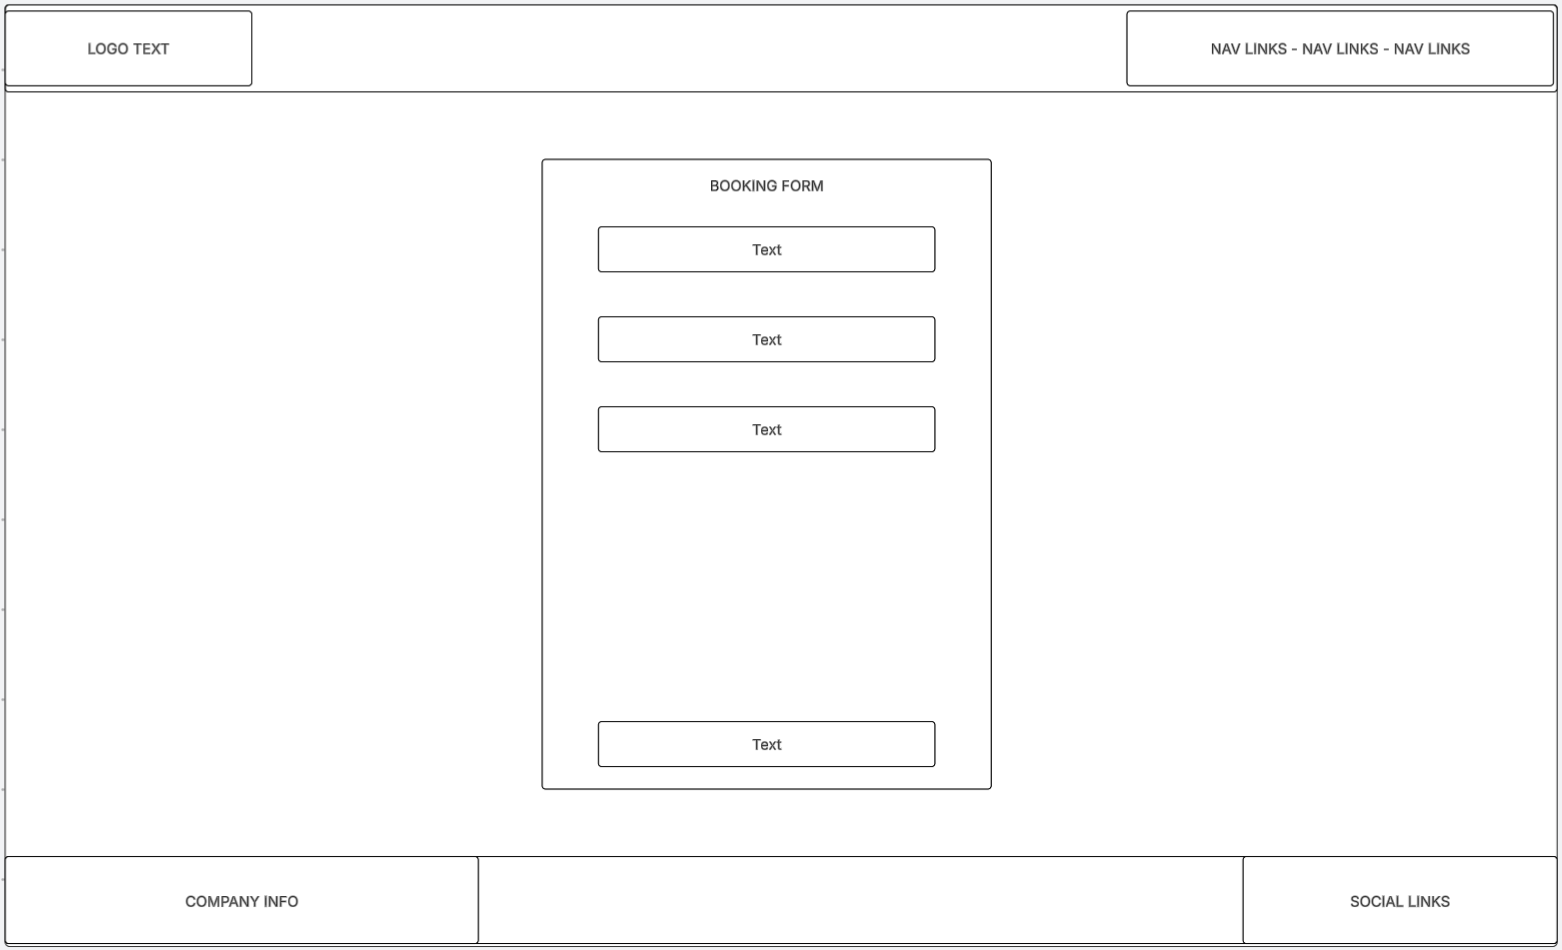 LOGO TEXT
NAV LINKS - NAV LINKS - NAV LINKS
BOOKING FORM
Text
Text
Text
Text
COMPANY INFO
SOCIAL LINKS